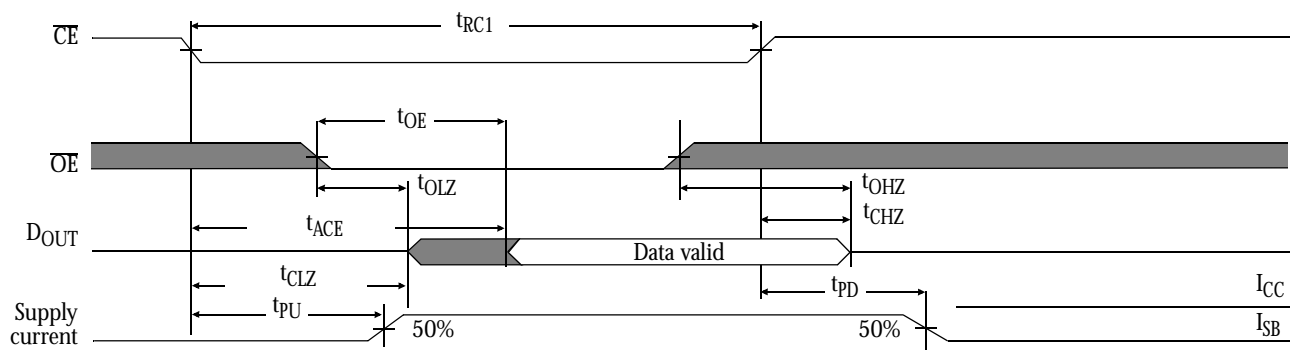 tRC1
CE
tOE
OE
tOLZ
tOHZ
tACE
tCHZ
DOUT
Data valid
tCLZ
tPD
ICC
tPU
Supply
current
50%
50%
ISB